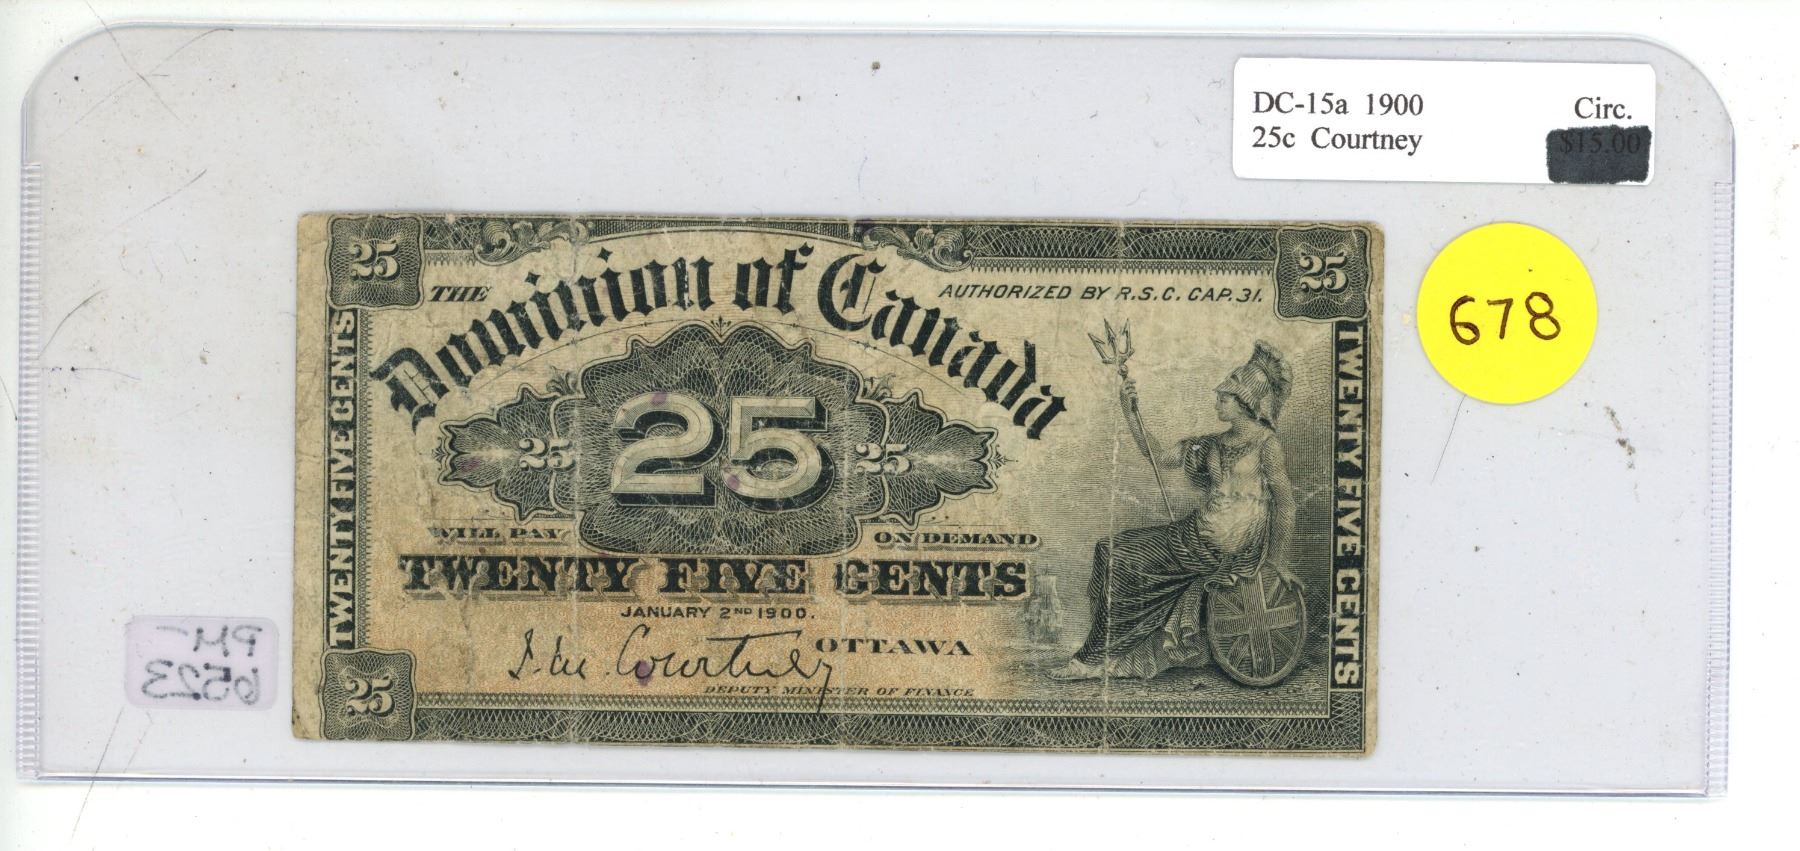 DC-15a 1900 Circ.
25c Courtney $15.00
678
25 25
THE Dominion of Canada
AUTHORIZED BY R.S.C. CAP. 31.
TWENTY FIVE CENTS
TWENTY FIVE CENTS
25 25 25
WILL PAY ON DEMAND
TWENTY FIVE CENTS
JANUARY 2ND 1900.
J. M. Courtney OTTAWA
DEPUTY MINISTER OF FINANCE
25
PM-
6523